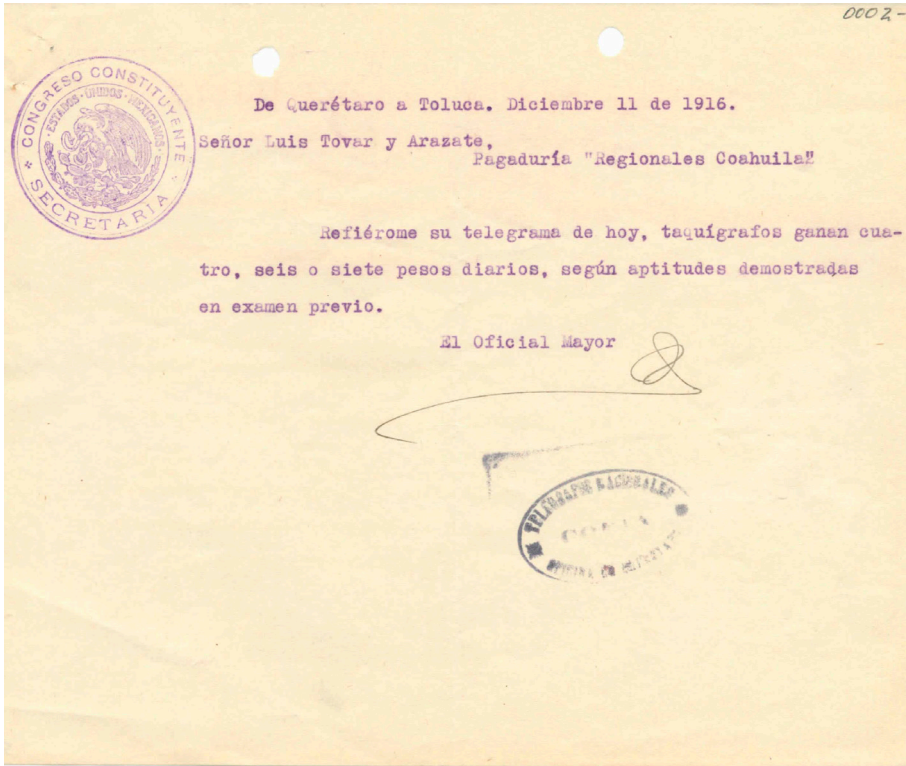 0002-
CONGRESO CONSTITUYENTE
ESTADOS UNIDOS MEXICANOS
SECRETARIA
De Querétaro a Toluca. Diciembre 11 de 1916.
Señor Luis Tovar y Arazate,
Pagaduría "Regionales Coahuila"
Refiérome su telegrama de hoy, taquígrafos ganan cua-
tro, seis o siete pesos diarios, según aptitudes demostradas
en examen previo.
El Oficial Mayor
TELEGRAFOS NACIONALES
OFICINA DE